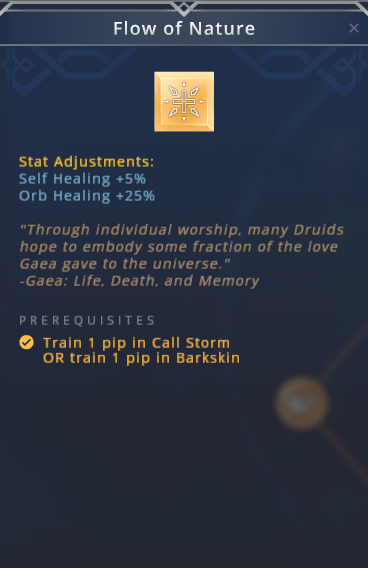 Flow of Nature
Stat Adjustments:
Self Healing +5%
Orb Healing +25%
"Through individual worship, many Druids
hope to embody some fraction of the love
Gaea gave to the universe."
-Gaea: Life, Death, and Memory
PREREQUISITES
Train 1 pip in Call Storm
OR train 1 pip in Barkskin